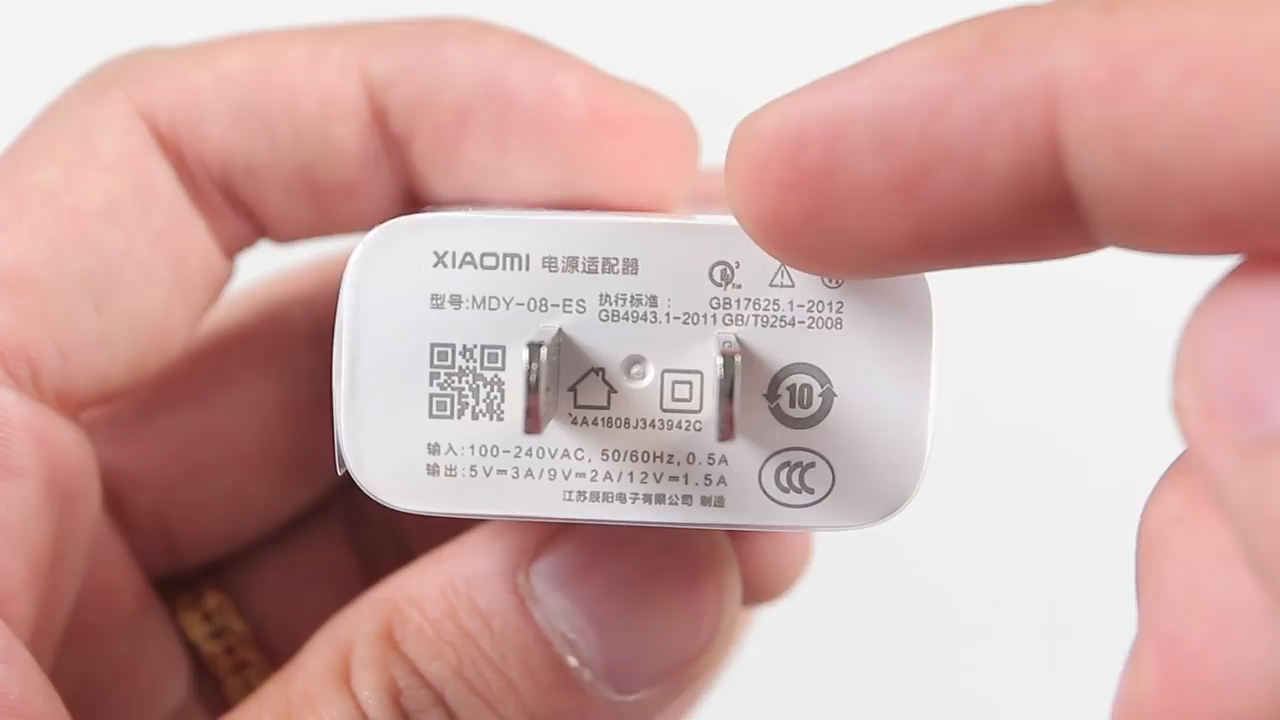 XIAOMI 电源适配器
型号:MDY-08-ES 执行标准: GB17625.1-2012
GB4943.1-2011 GB/T9254-2008
10
4A41808J343942C
输入:100-240VAC, 50/60Hz, 0.5A
输出:5V⎓3A/9V⎓2A/12V⎓1.5A
CCC
江苏辰阳电子有限公司 制造